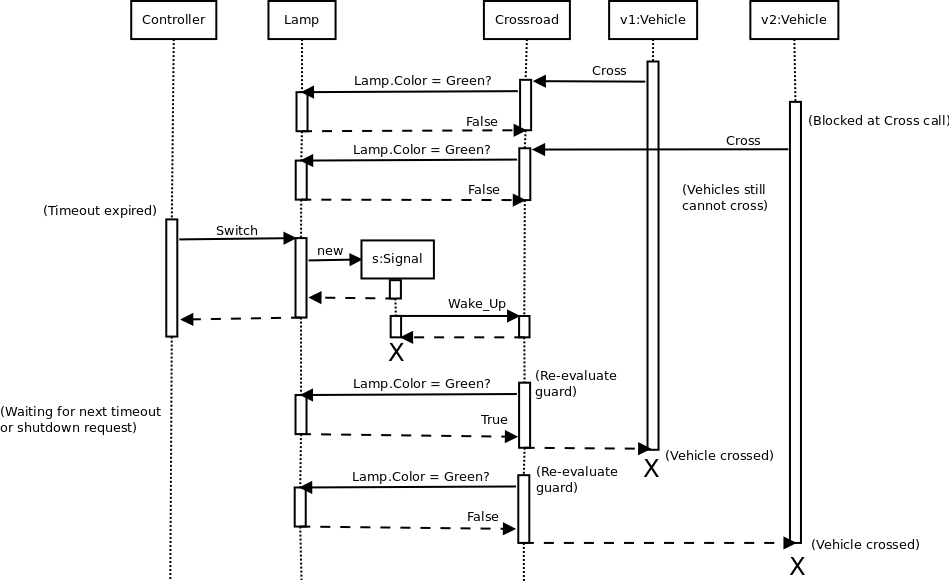 Controller
Lamp
Crossroad
v1:Vehicle
v2:Vehicle
Cross
Lamp.Color = Green?
False
(Blocked at Cross call)
Cross
Lamp.Color = Green?
False
(Vehicles still
cannot cross)
(Timeout expired)
Switch
new
s:Signal
Wake_Up
X
(Re-evaluate
guard)
Lamp.Color = Green?
(Waiting for next timeout
or shutdown request)
True
(Vehicle crossed)
X
(Re-evaluate
guard)
Lamp.Color = Green?
False
(Vehicle crossed)
X